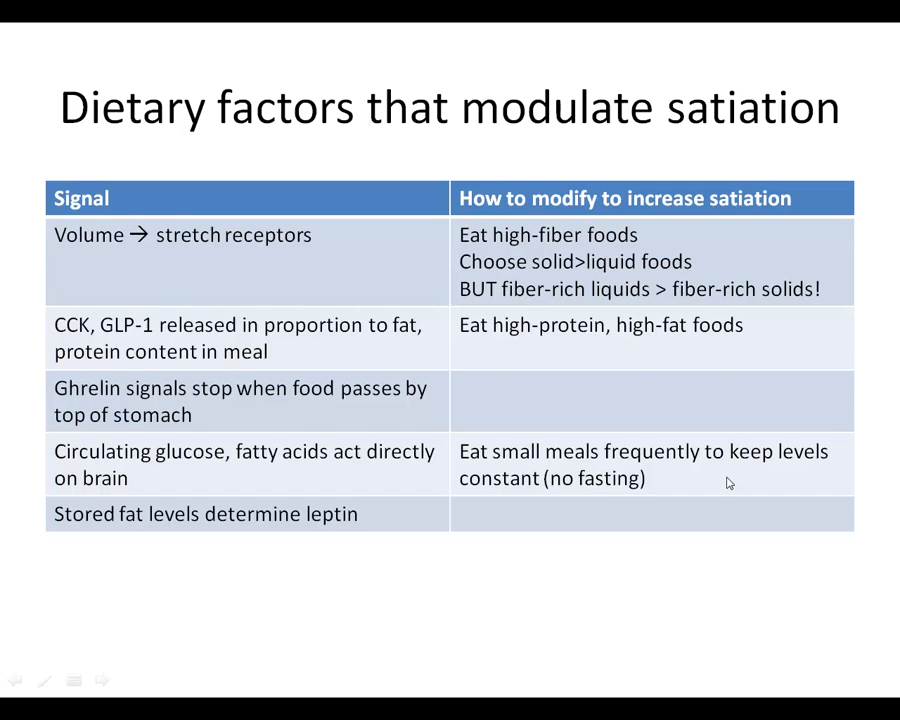 Dietary factors that modulate satiation
Signal
How to modify to increase satiation
Volume → stretch receptors
Eat high-fiber foods
Choose solid>liquid foods
BUT fiber-rich liquids > fiber-rich solids!
CCK, GLP-1 released in proportion to fat,
protein content in meal
Eat high-protein, high-fat foods
Ghrelin signals stop when food passes by
top of stomach
Circulating glucose, fatty acids act directly
on brain
Eat small meals frequently to keep levels
constant (no fasting)
Stored fat levels determine leptin